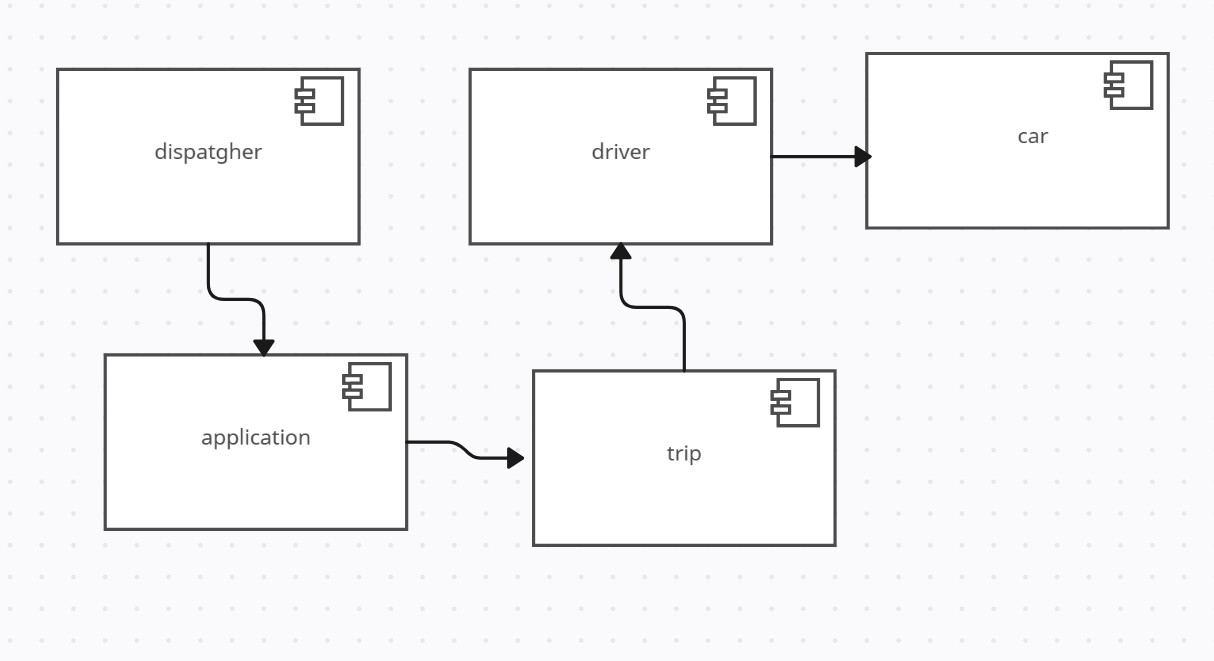 dispatgher
driver
car
application
trip